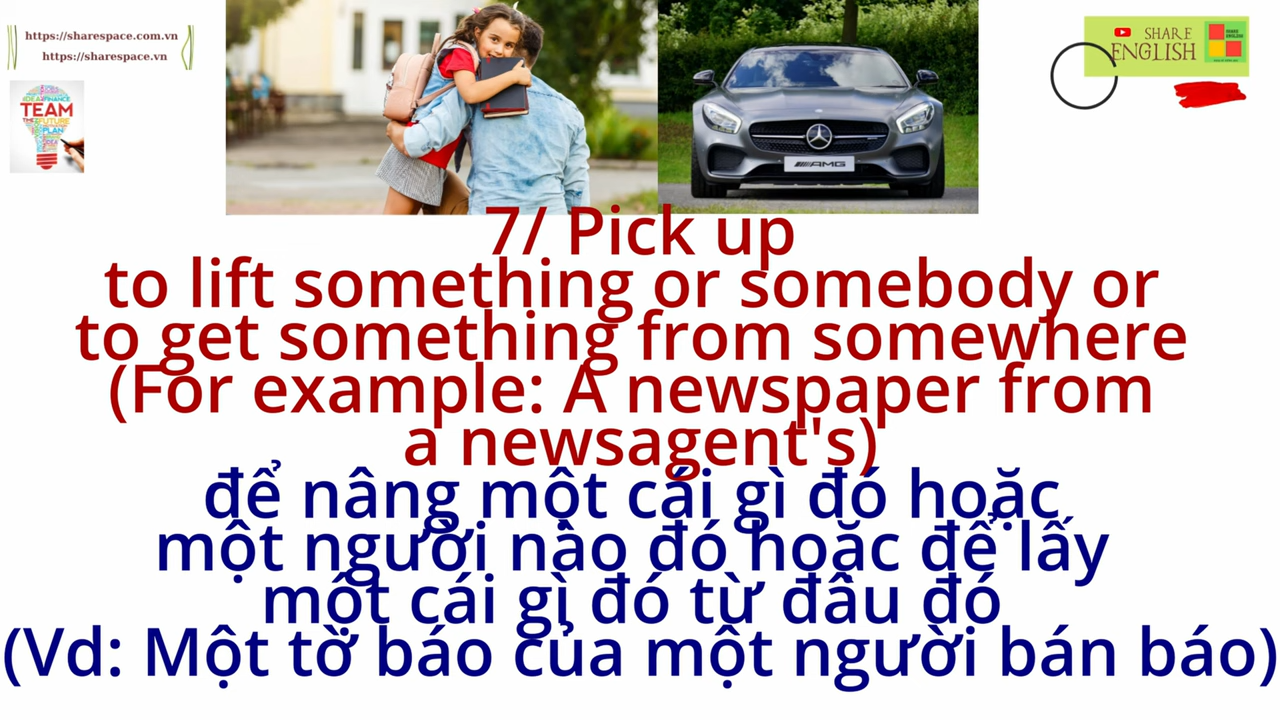 https://sharespace.com.vn
https://sharespace.vn
SHARE
ENGLISH
TEAM
PLAN
AMG
7/ Pick up
to lift something or somebody or
to get something from somewhere
(For example: A newspaper from
a newsagent's)
để nâng một cái gì đó hoặc
một người nào đó hoặc để lấy
một cái gì đó từ đâu đó
(Vd: Một tờ báo của một người bán báo)